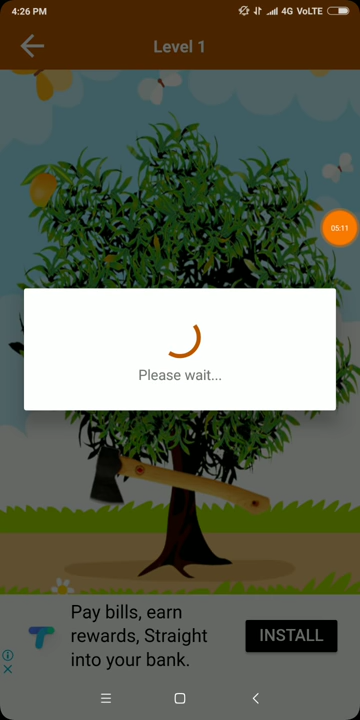 4:26 PM
4G VoLTE
Level 1
05:11
Please wait...
Pay bills, earn
rewards, Straight
into your bank.
INSTALL